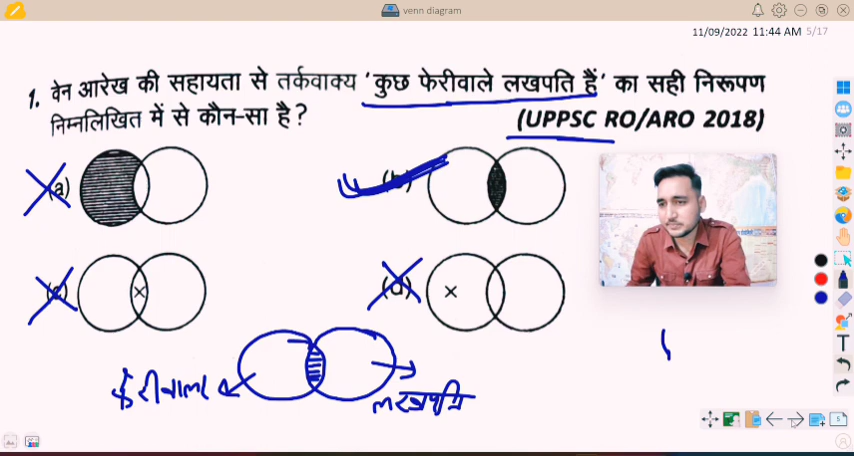 venn diagram
11/09/2022 11:44 AM 5/17
1. वेन आरेख की सहायता से तर्कवाक्य 'कुछ फेरीवाले लखपति हैं' का सही निरूपण
निम्नलिखित में से कौन-सा है?
(UPPSC RO/ARO 2018)
(a)
(b)
(c) ×
(d) ×
फेरीवाला
लखपति
T
5